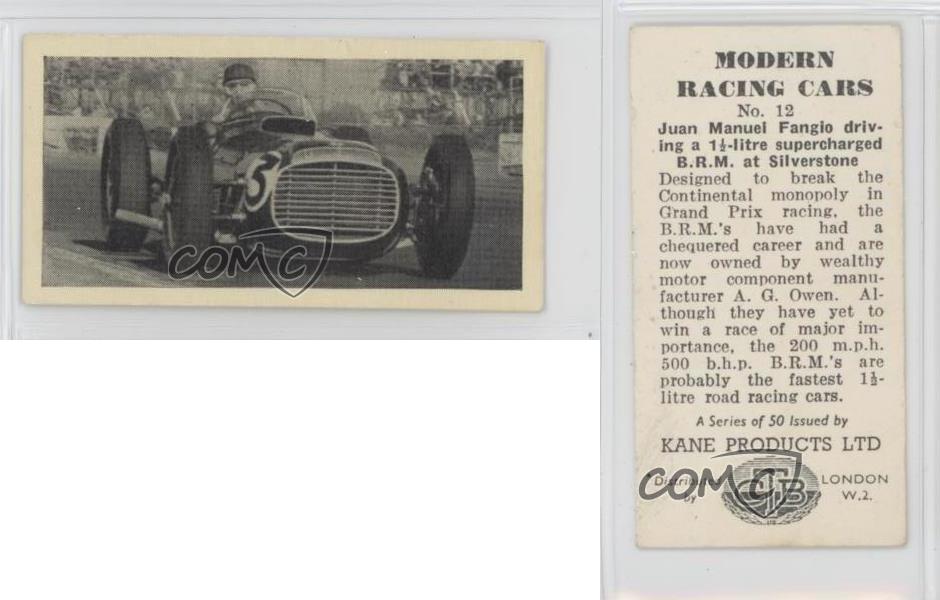 5
COMC
MODERN
RACING CARS
No. 12
Juan Manuel Fangio driv-
ing a 1½-litre supercharged
B.R.M. at Silverstone
Designed to break the
Continental monopoly in
Grand Prix racing, the
B.R.M.'s have had a
chequered career and are
now owned by wealthy
motor component manu-
facturer A. G. Owen. Al-
though they have yet to
win a race of major im-
portance, the 200 m.p.h.
500 b.h.p. B.R.M.'s are
probably the fastest 1½-
litre road racing cars.
A Series of 50 Issued by
KANE PRODUCTS LTD
Distributed LONDON
by W.2.
COMC